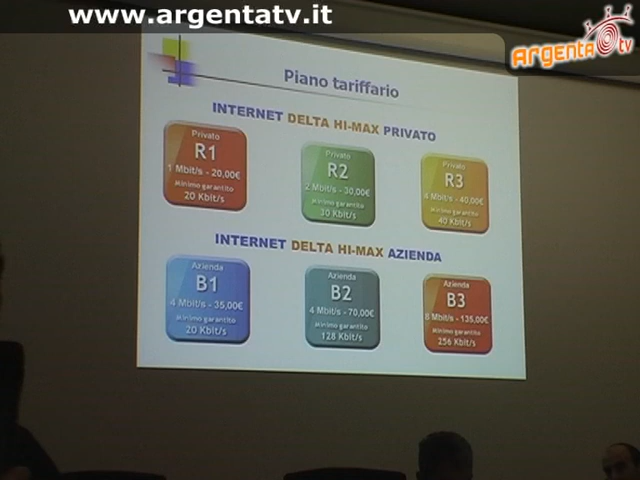 www.argentatv.it
ARGENTA tv
Piano tariffario
INTERNET DELTA HI-MAX PRIVATO
Privato
R1
1 Mbit/s - 20,00€
Minimo garantito
20 Kbit/s
Privato
R2
2 Mbit/s - 30,00€
Minimo garantito
30 Kbit/s
Privato
R3
4 Mbit/s - 40,00€
Minimo garantito
40 Kbit/s
INTERNET DELTA HI-MAX AZIENDA
Azienda
B1
4 Mbit/s - 35,00€
Minimo garantito
20 Kbit/s
Azienda
B2
4 Mbit/s - 70,00€
Minimo garantito
128 Kbit/s
Azienda
B3
8 Mbit/s - 135,00€
Minimo garantito
256 Kbit/s